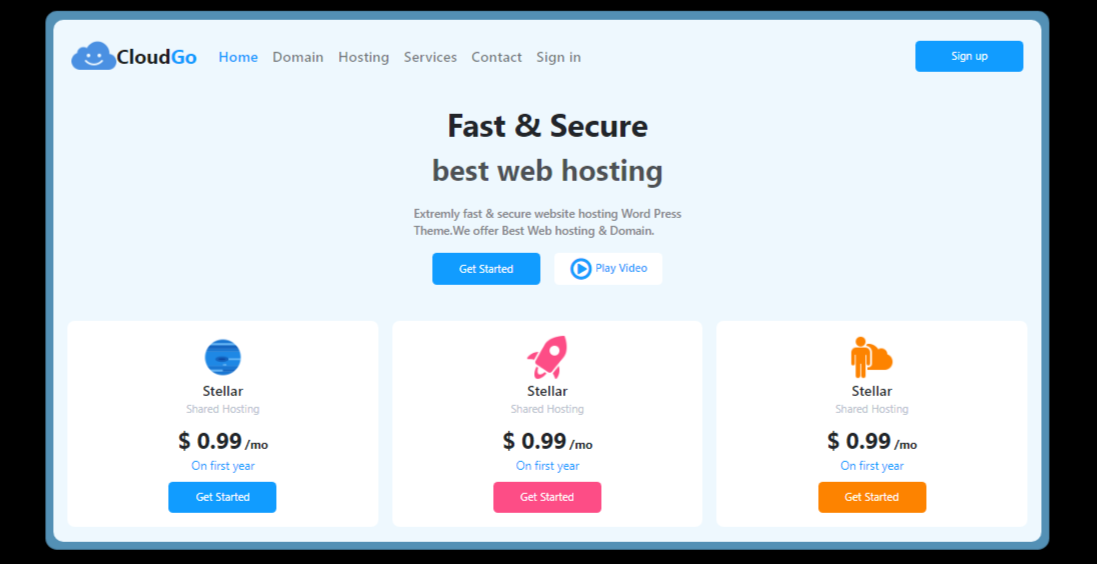 CloudGo Home Domain Hosting Services Contact Sign in Sign up
Fast & Secure
best web hosting
Extremly fast & secure website hosting Word Press
Theme.We offer Best Web hosting & Domain.
Get Started Play Video
Stellar
Shared Hosting
$ 0.99 /mo
On first year
Get Started
Stellar
Shared Hosting
$ 0.99 /mo
On first year
Get Started
Stellar
Shared Hosting
$ 0.99 /mo
On first year
Get Started